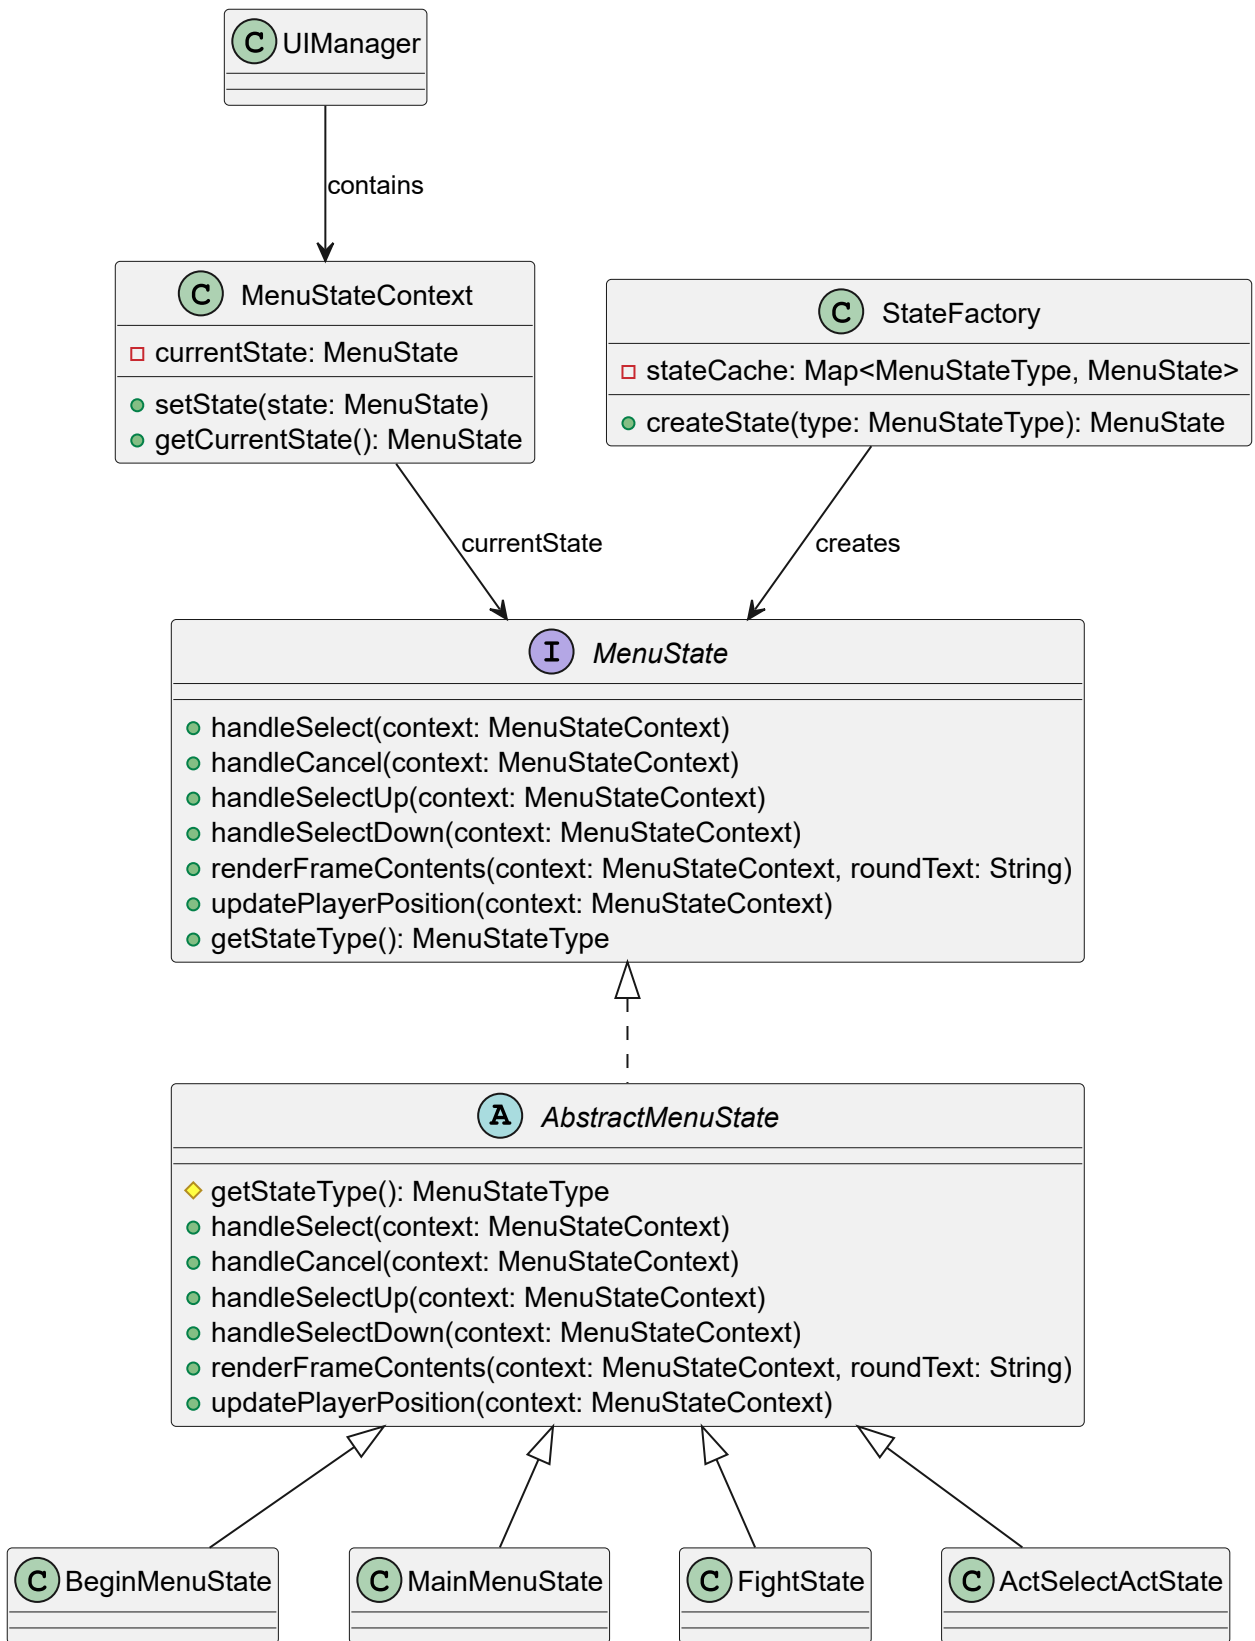 C UIManager
contains
C MenuStateContext
currentState: MenuState
setState(state: MenuState)
getCurrentState(): MenuState
C StateFactory
stateCache: Map<MenuStateType, MenuState>
createState(type: MenuStateType): MenuState
currentState
creates
I MenuState
handleSelect(context: MenuStateContext)
handleCancel(context: MenuStateContext)
handleSelectUp(context: MenuStateContext)
handleSelectDown(context: MenuStateContext)
renderFrameContents(context: MenuStateContext, roundText: String)
updatePlayerPosition(context: MenuStateContext)
getStateType(): MenuStateType
A AbstractMenuState
getStateType(): MenuStateType
handleSelect(context: MenuStateContext)
handleCancel(context: MenuStateContext)
handleSelectUp(context: MenuStateContext)
handleSelectDown(context: MenuStateContext)
renderFrameContents(context: MenuStateContext, roundText: String)
updatePlayerPosition(context: MenuStateContext)
C BeginMenuState
C MainMenuState
C FightState
C ActSelectActState